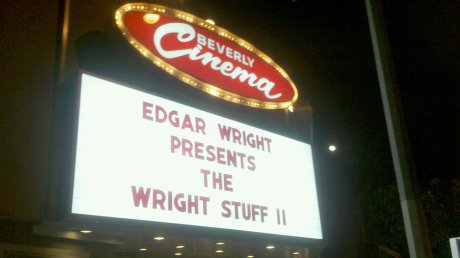 BEVERLY
Cinema
EDGAR WRIGHT
PRESENTS
THE
WRIGHT STUFF II